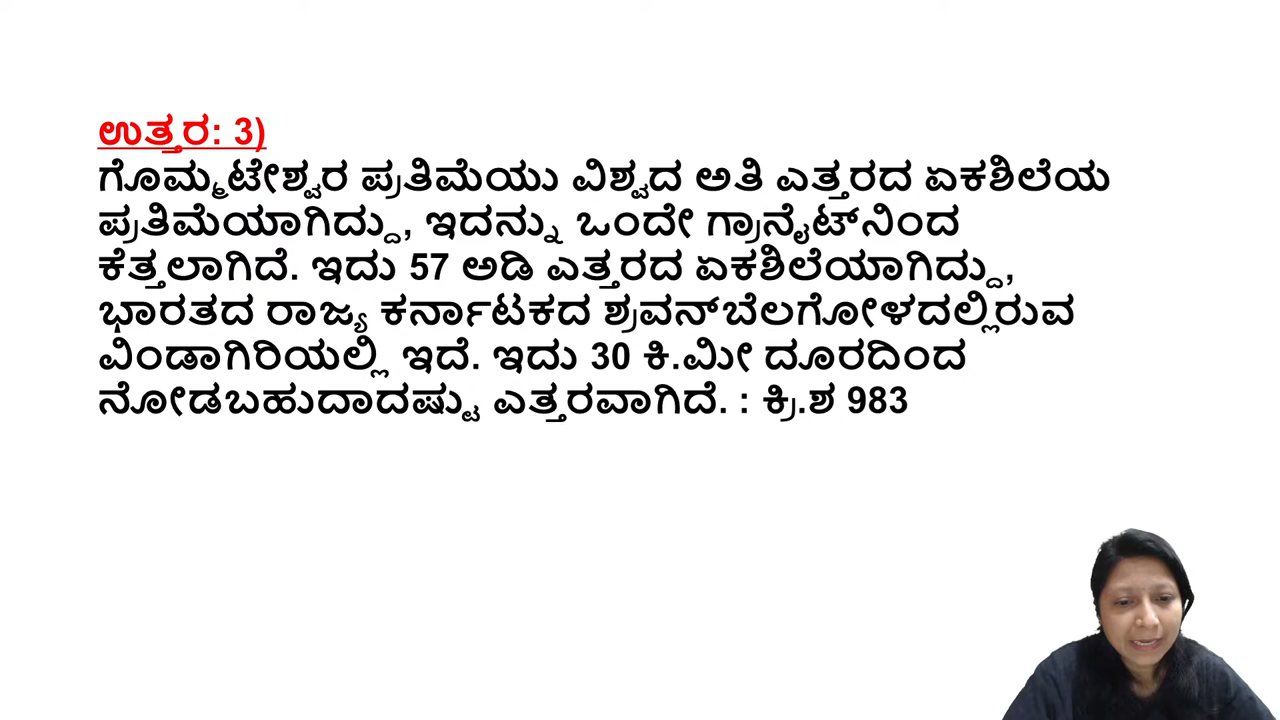 ಉತ್ತರ: 3)
ಗೊಮ್ಮಟೇಶ್ವರ ಪ್ರತಿಮೆಯು ವಿಶ್ವದ ಅತಿ ಎತ್ತರದ ಏಕಶಿಲೆಯ
ಪ್ರತಿಮೆಯಾಗಿದ್ದು, ಇದನ್ನು ಒಂದೇ ಗ್ರಾನೈಟ್‌ನಿಂದ
ಕೆತ್ತಲಾಗಿದೆ. ಇದು 57 ಅಡಿ ಎತ್ತರದ ಏಕಶಿಲೆಯಾಗಿದ್ದು,
ಭಾರತದ ರಾಜ್ಯ ಕರ್ನಾಟಕದ ಶ್ರವನ್‌ಬೆಲಗೋಳದಲ್ಲಿರುವ
ವಿಂಡಾಗಿರಿಯಲ್ಲಿ ಇದೆ. ಇದು 30 ಕಿ.ಮೀ ದೂರದಿಂದ
ನೋಡಬಹುದಾದಷ್ಟು ಎತ್ತರವಾಗಿದೆ. : ಕ್ರಿ.ಶ 983